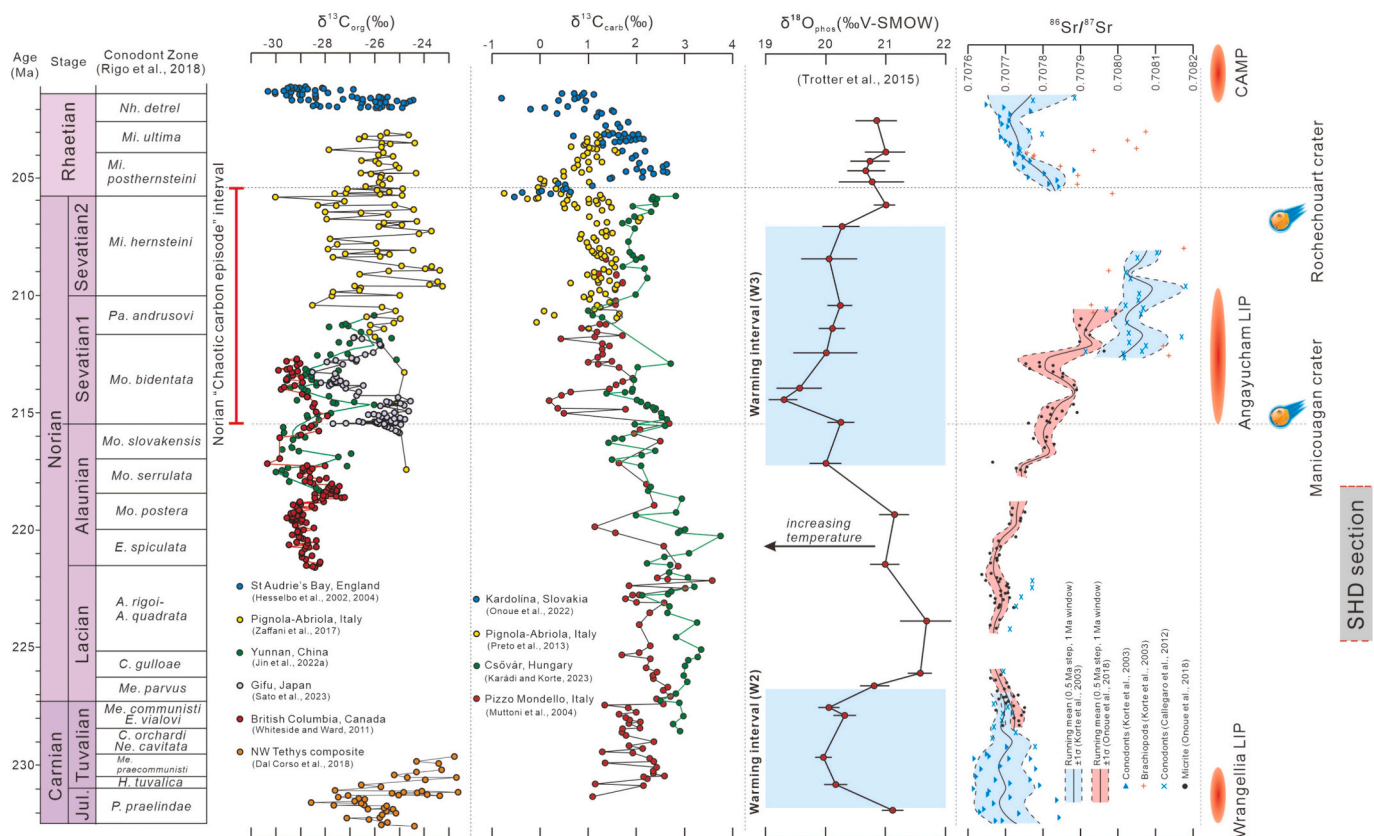 δ¹³Corg(‰)
δ¹³Ccarb(‰)
δ¹⁸Ophos(‰V-SMOW)
⁸⁶Sr/⁸⁷Sr
Age
(Ma)
Stage
Conodont Zone
(Rigo et al., 2018)
-30 -28 -26 -24
-1 0 1 2 3 4
19 20 21 22
0.7076 0.7077 0.7078 0.7079 0.7080 0.7081 0.7082
(Trotter et al., 2015)
205
210
215
220
225
230
Rhaetian
Norian
Carnian
Sevatian2
Sevatian1
Alaunian
Lacian
Tuvalian
Jul.
Nh. detrel
Mi. ultima
Mi.
posthernsteini
Mi. hernsteini
Pa. andrusovi
Mo. bidentata
Mo. slovakensis
Mo. serrulata
Mo. postera
E. spiculata
A. rigoi-
A. quadrata
C. gulloae
Me. parvus
Me. communisti
E. vialovi
C. orchardi
Ne. cavitata
Me.
praecommunisti
H. tuvalica
P. praelindae
Norian "Chaotic carbon episode" interval
St Audrie's Bay, England
(Hesselbo et al., 2002, 2004)
Pignola-Abriola, Italy
(Zaffani et al., 2017)
Yunnan, China
(Jin et al., 2022a)
Gifu, Japan
(Sato et al., 2023)
British Columbia, Canada
(Whiteside and Ward, 2011)
NW Tethys composite
(Dal Corso et al., 2018)
Kardolína, Slovakia
(Onoue et al., 2022)
Pignola-Abriola, Italy
(Preto et al., 2013)
Csővár, Hungary
(Karádi and Korte, 2023)
Pizzo Mondello, Italy
(Muttoni et al., 2004)
Warming interval (W3)
increasing
temperature
Warming interval (W2)
Running mean (0.5 Ma step, 1 Ma window)
±1σ (Korte et al., 2003)
Running mean (0.5 Ma step, 1 Ma window)
±1σ (Onoue et al., 2018)
Conodonts (Korte et al., 2003)
Brachiopods (Korte et al., 2003)
Conodonts (Callegaro et al., 2012)
Micrite (Onoue et al., 2018)
CAMP
Angayucham LIP
Wrangellia LIP
Rochechouart crater
Manicouagan crater
SHD section